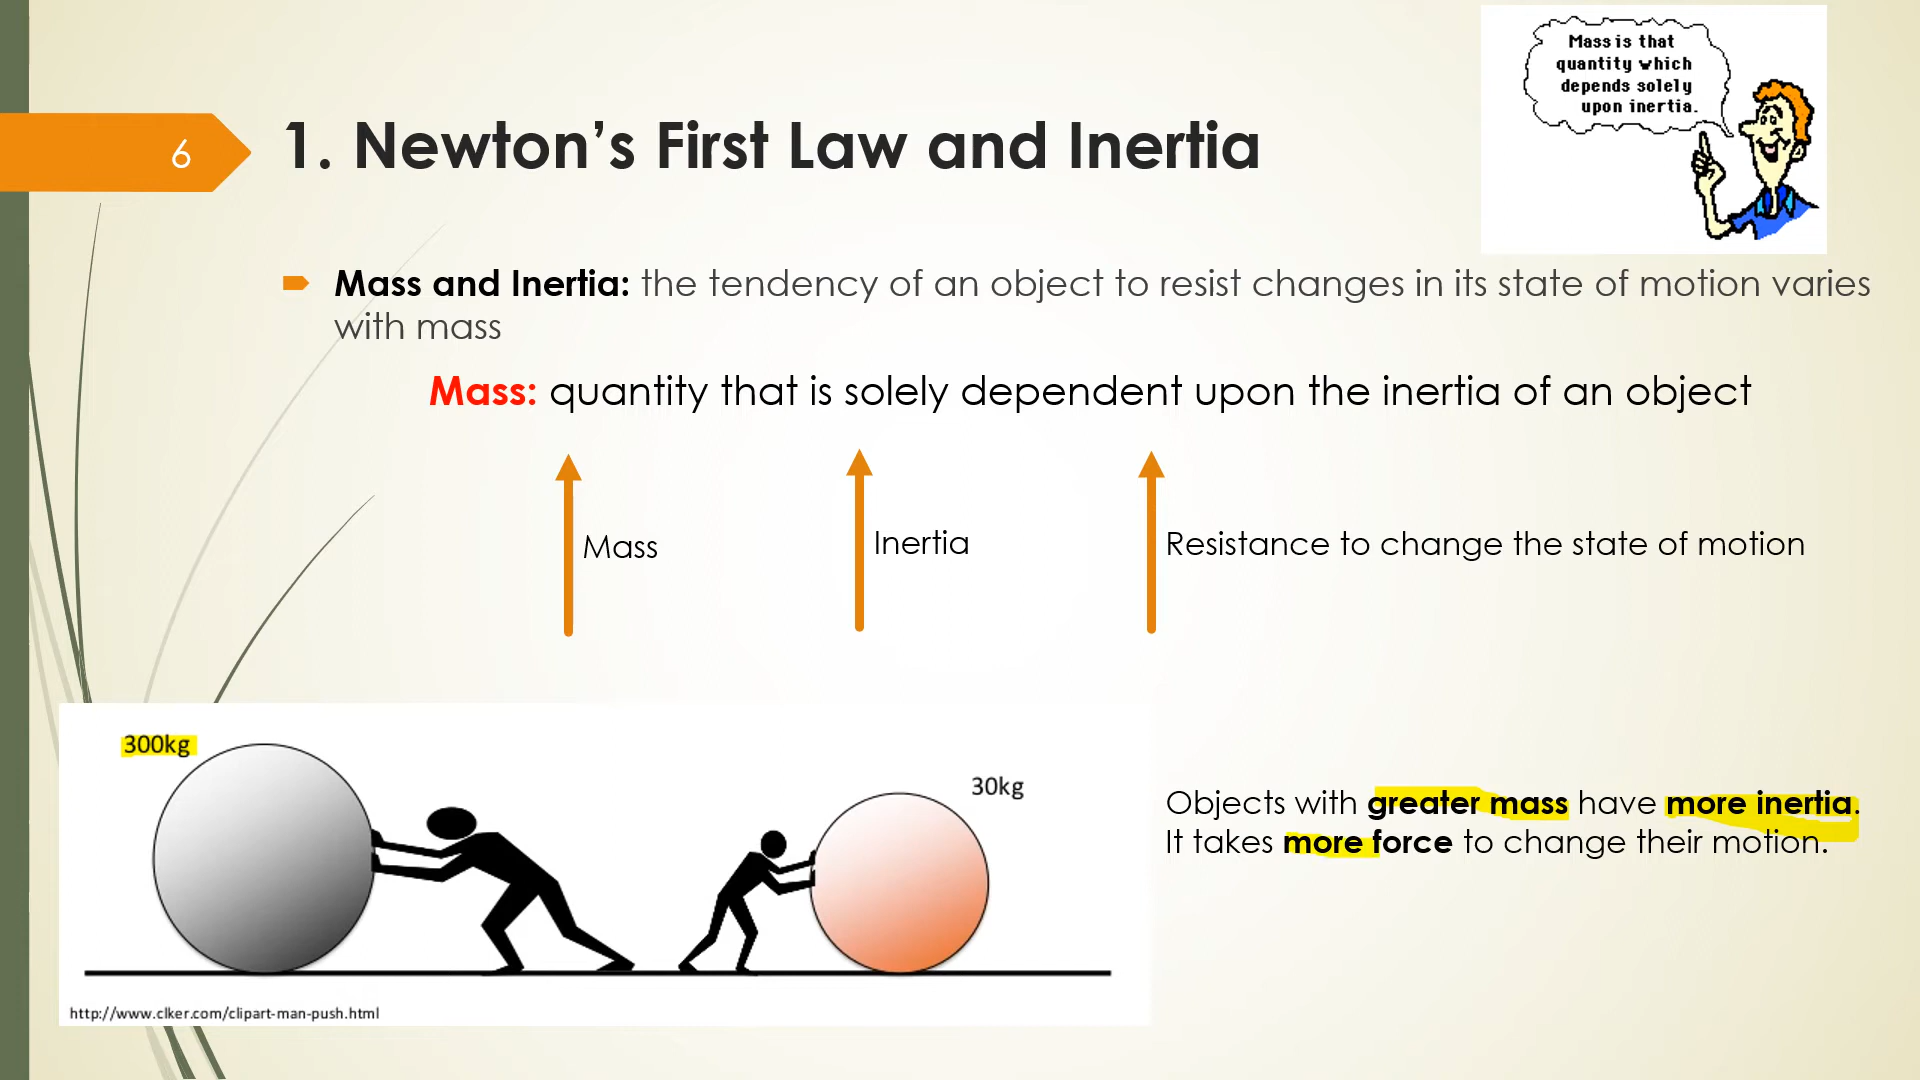 Mass is that
quantity which
depends solely
upon inertia.
6
1. Newton’s First Law and Inertia
Mass and Inertia: the tendency of an object to resist changes in its state of motion varies
with mass
Mass: quantity that is solely dependent upon the inertia of an object
Mass
Inertia
Resistance to change the state of motion
300kg
30kg
Objects with greater mass have more inertia.
It takes more force to change their motion.
http://www.clker.com/clipart-man-push.html